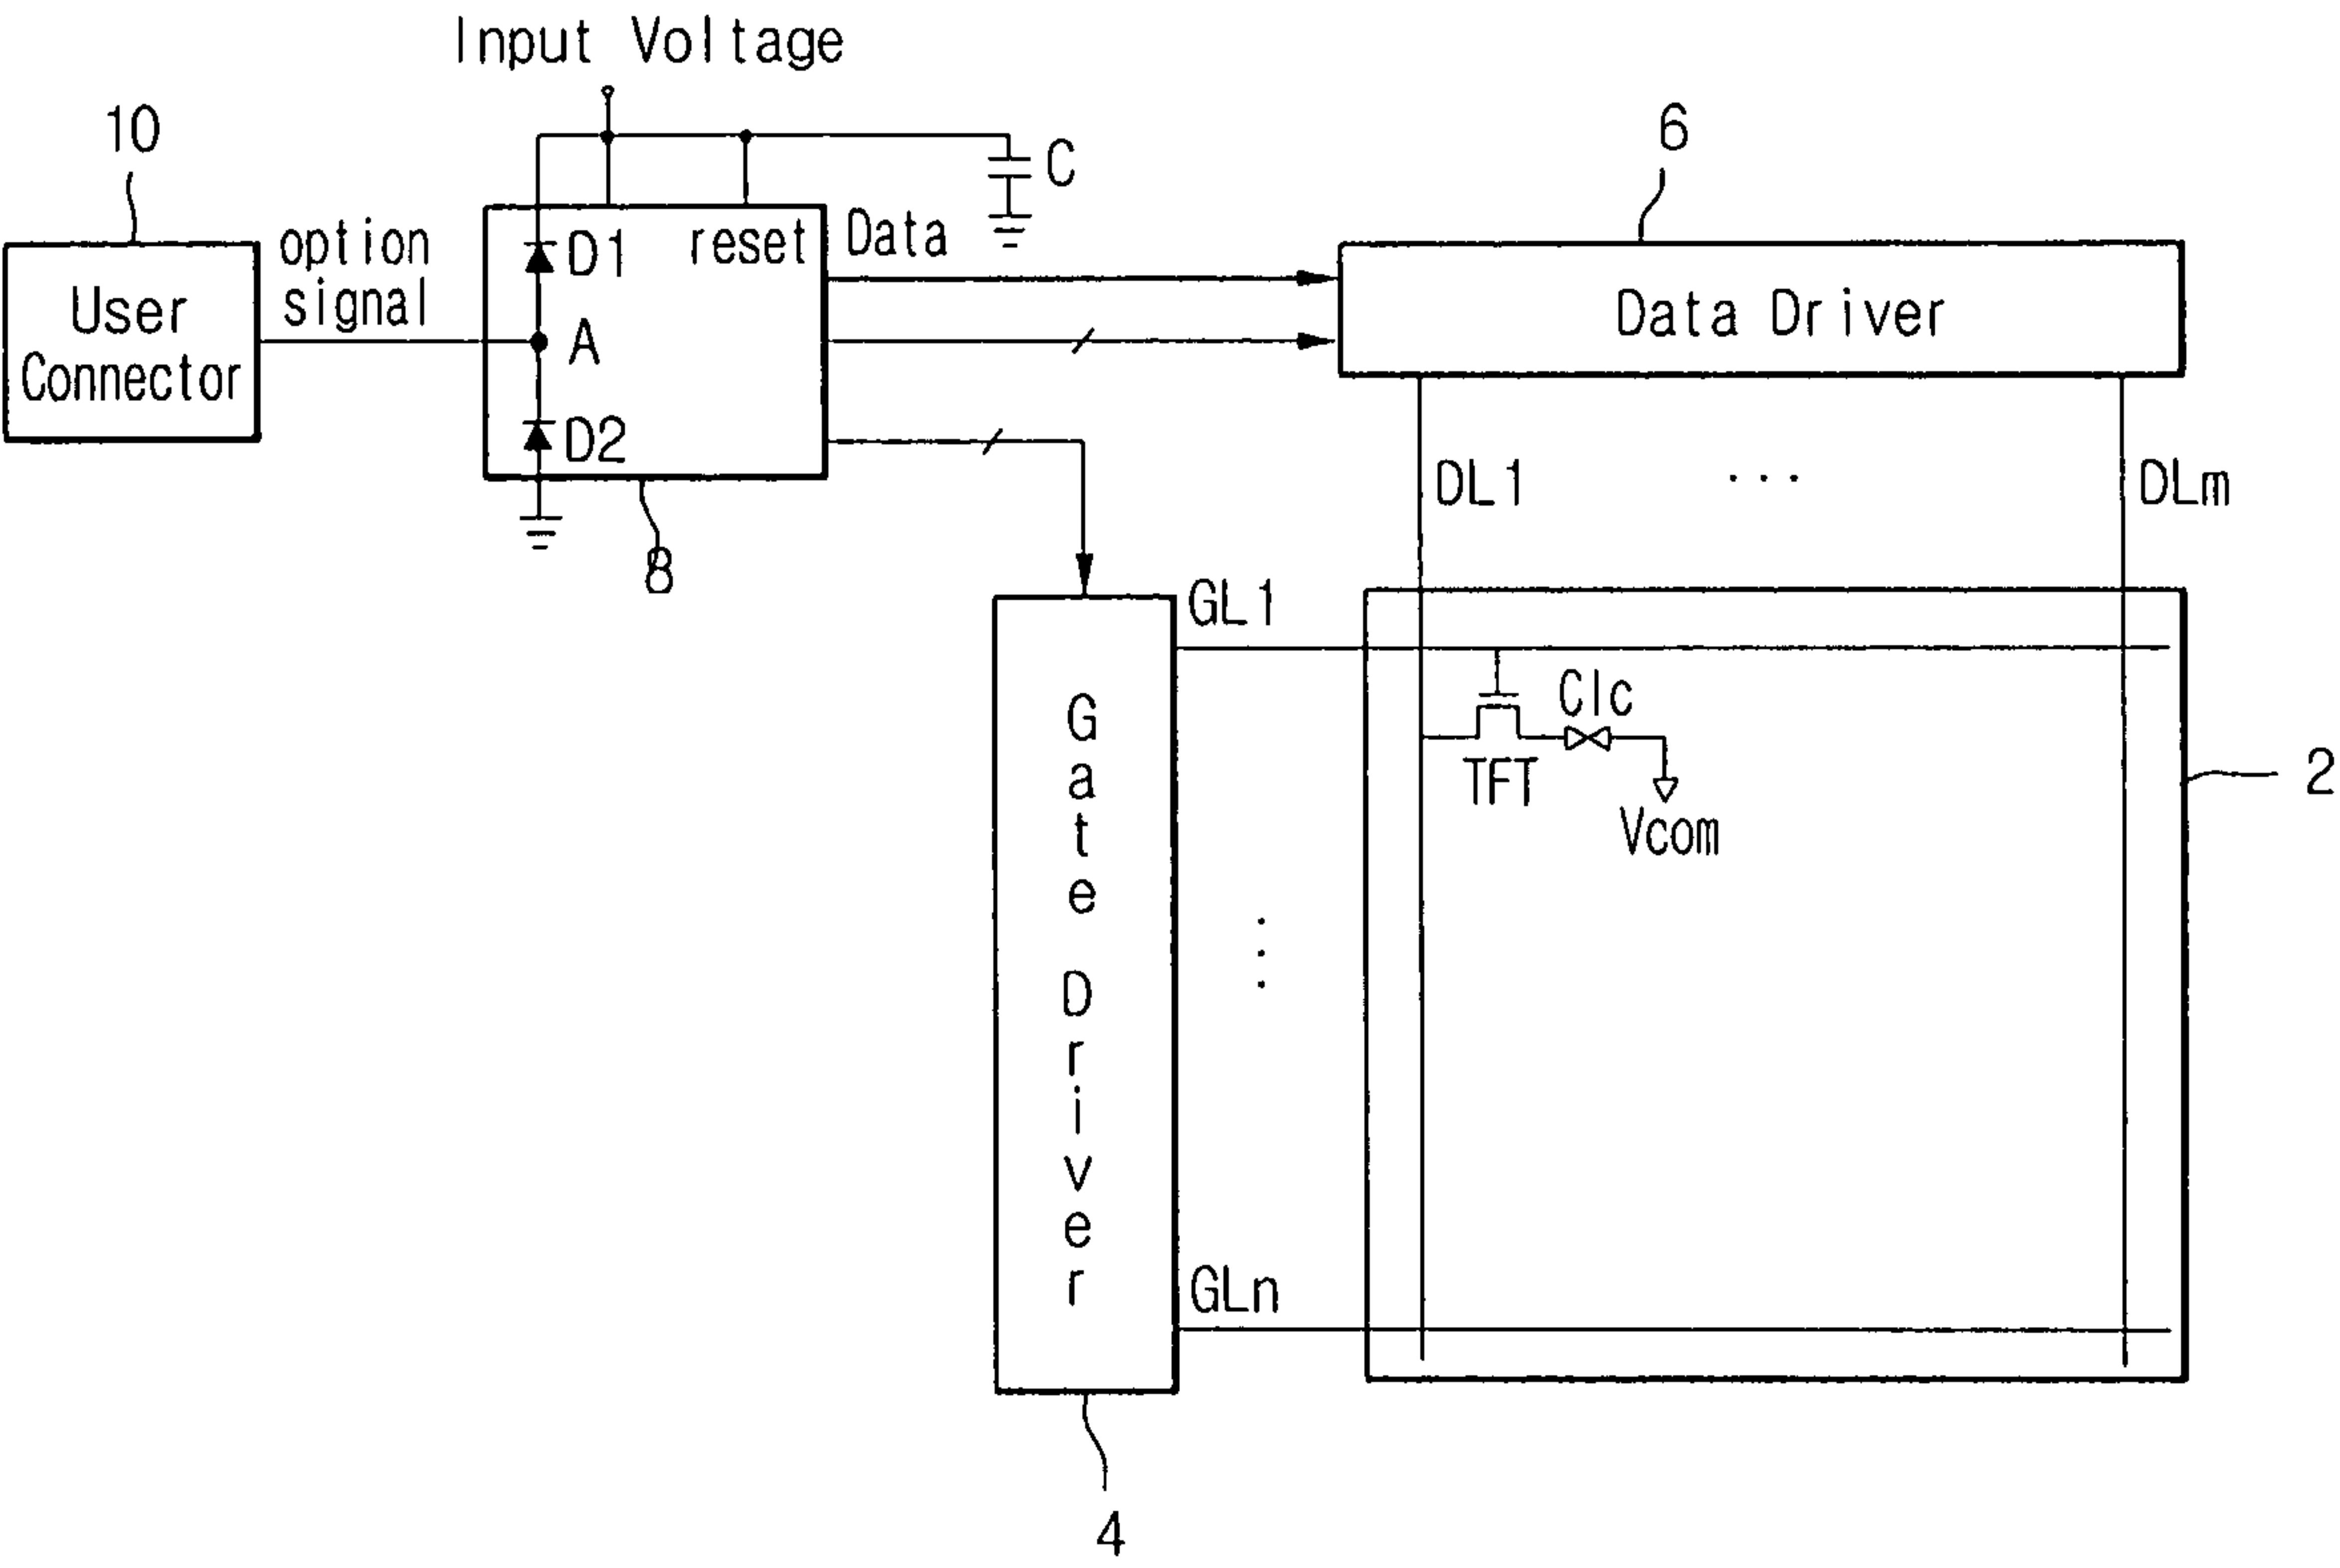 Input Voltage
10
6
C
option
signal
D1
reset
Data
User
Connector
A
Data Driver
D2
DL1
...
DLm
8
GL1
Clc
TFT
Vcom
2
Gate Driver
GLn
4